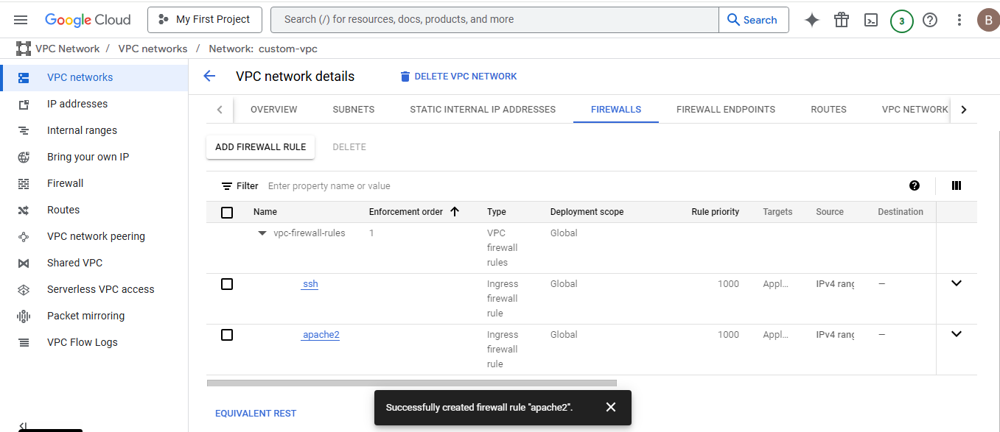 Google Cloud My First Project Search (/) for resources, docs, products, and more Search 3 B
VPC Network / VPC networks / Network: custom-vpc
VPC networks
IP addresses
Internal ranges
Bring your own IP
Firewall
Routes
VPC network peering
Shared VPC
Serverless VPC access
Packet mirroring
VPC Flow Logs
VPC network details DELETE VPC NETWORK
OVERVIEW SUBNETS STATIC INTERNAL IP ADDRESSES FIREWALLS FIREWALL ENDPOINTS ROUTES VPC NETWORK
ADD FIREWALL RULE DELETE
Filter Enter property name or value
Name Enforcement order Type Deployment scope Rule priority Targets Source Destination
vpc-firewall-rules 1 VPC Global
firewall
rules
ssh Ingress Global 1000 Appl... IPv4 rang —
firewall
rule
apache2 Ingress Global 1000 Appl... IPv4 rang —
firewall
rule
Successfully created firewall rule "apache2".
EQUIVALENT REST